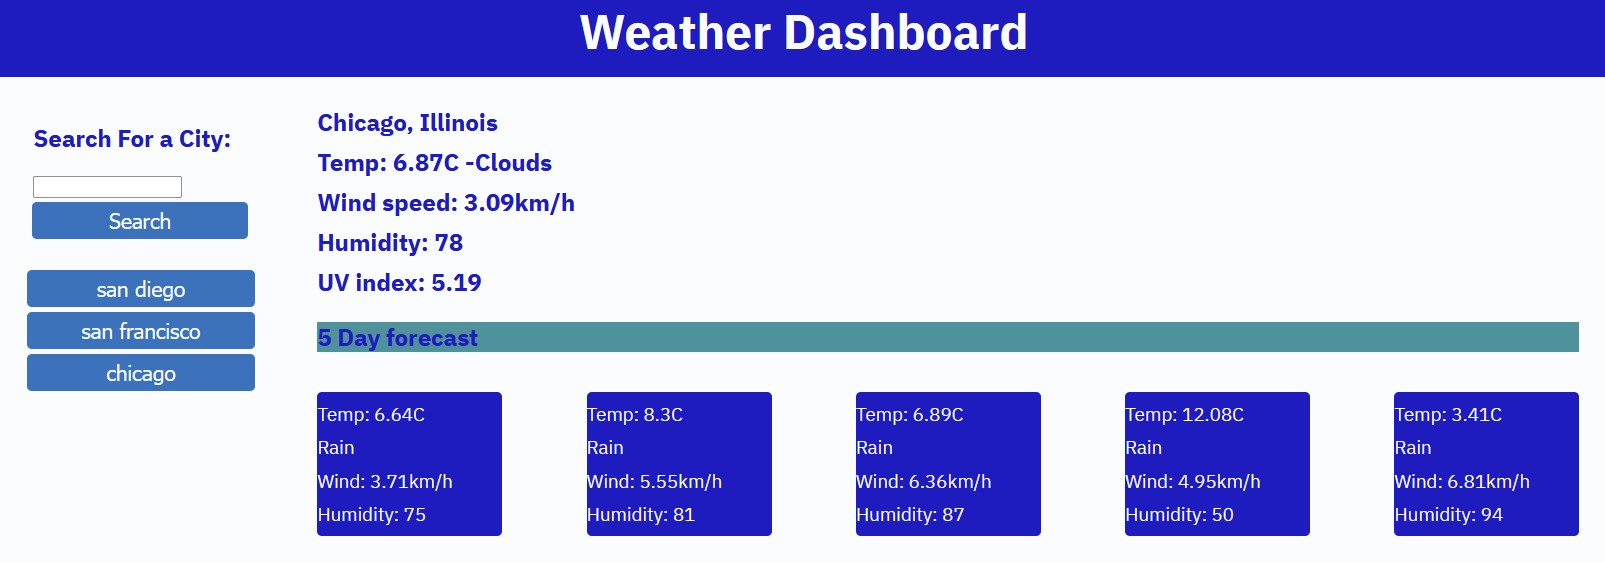 Weather Dashboard
Search For a City:
Search
san diego
san francisco
chicago
Chicago, Illinois
Temp: 6.87C -Clouds
Wind speed: 3.09km/h
Humidity: 78
UV index: 5.19
5 Day forecast
Temp: 6.64C
Rain
Wind: 3.71km/h
Humidity: 75
Temp: 8.3C
Rain
Wind: 5.55km/h
Humidity: 81
Temp: 6.89C
Rain
Wind: 6.36km/h
Humidity: 87
Temp: 12.08C
Rain
Wind: 4.95km/h
Humidity: 50
Temp: 3.41C
Rain
Wind: 6.81km/h
Humidity: 94